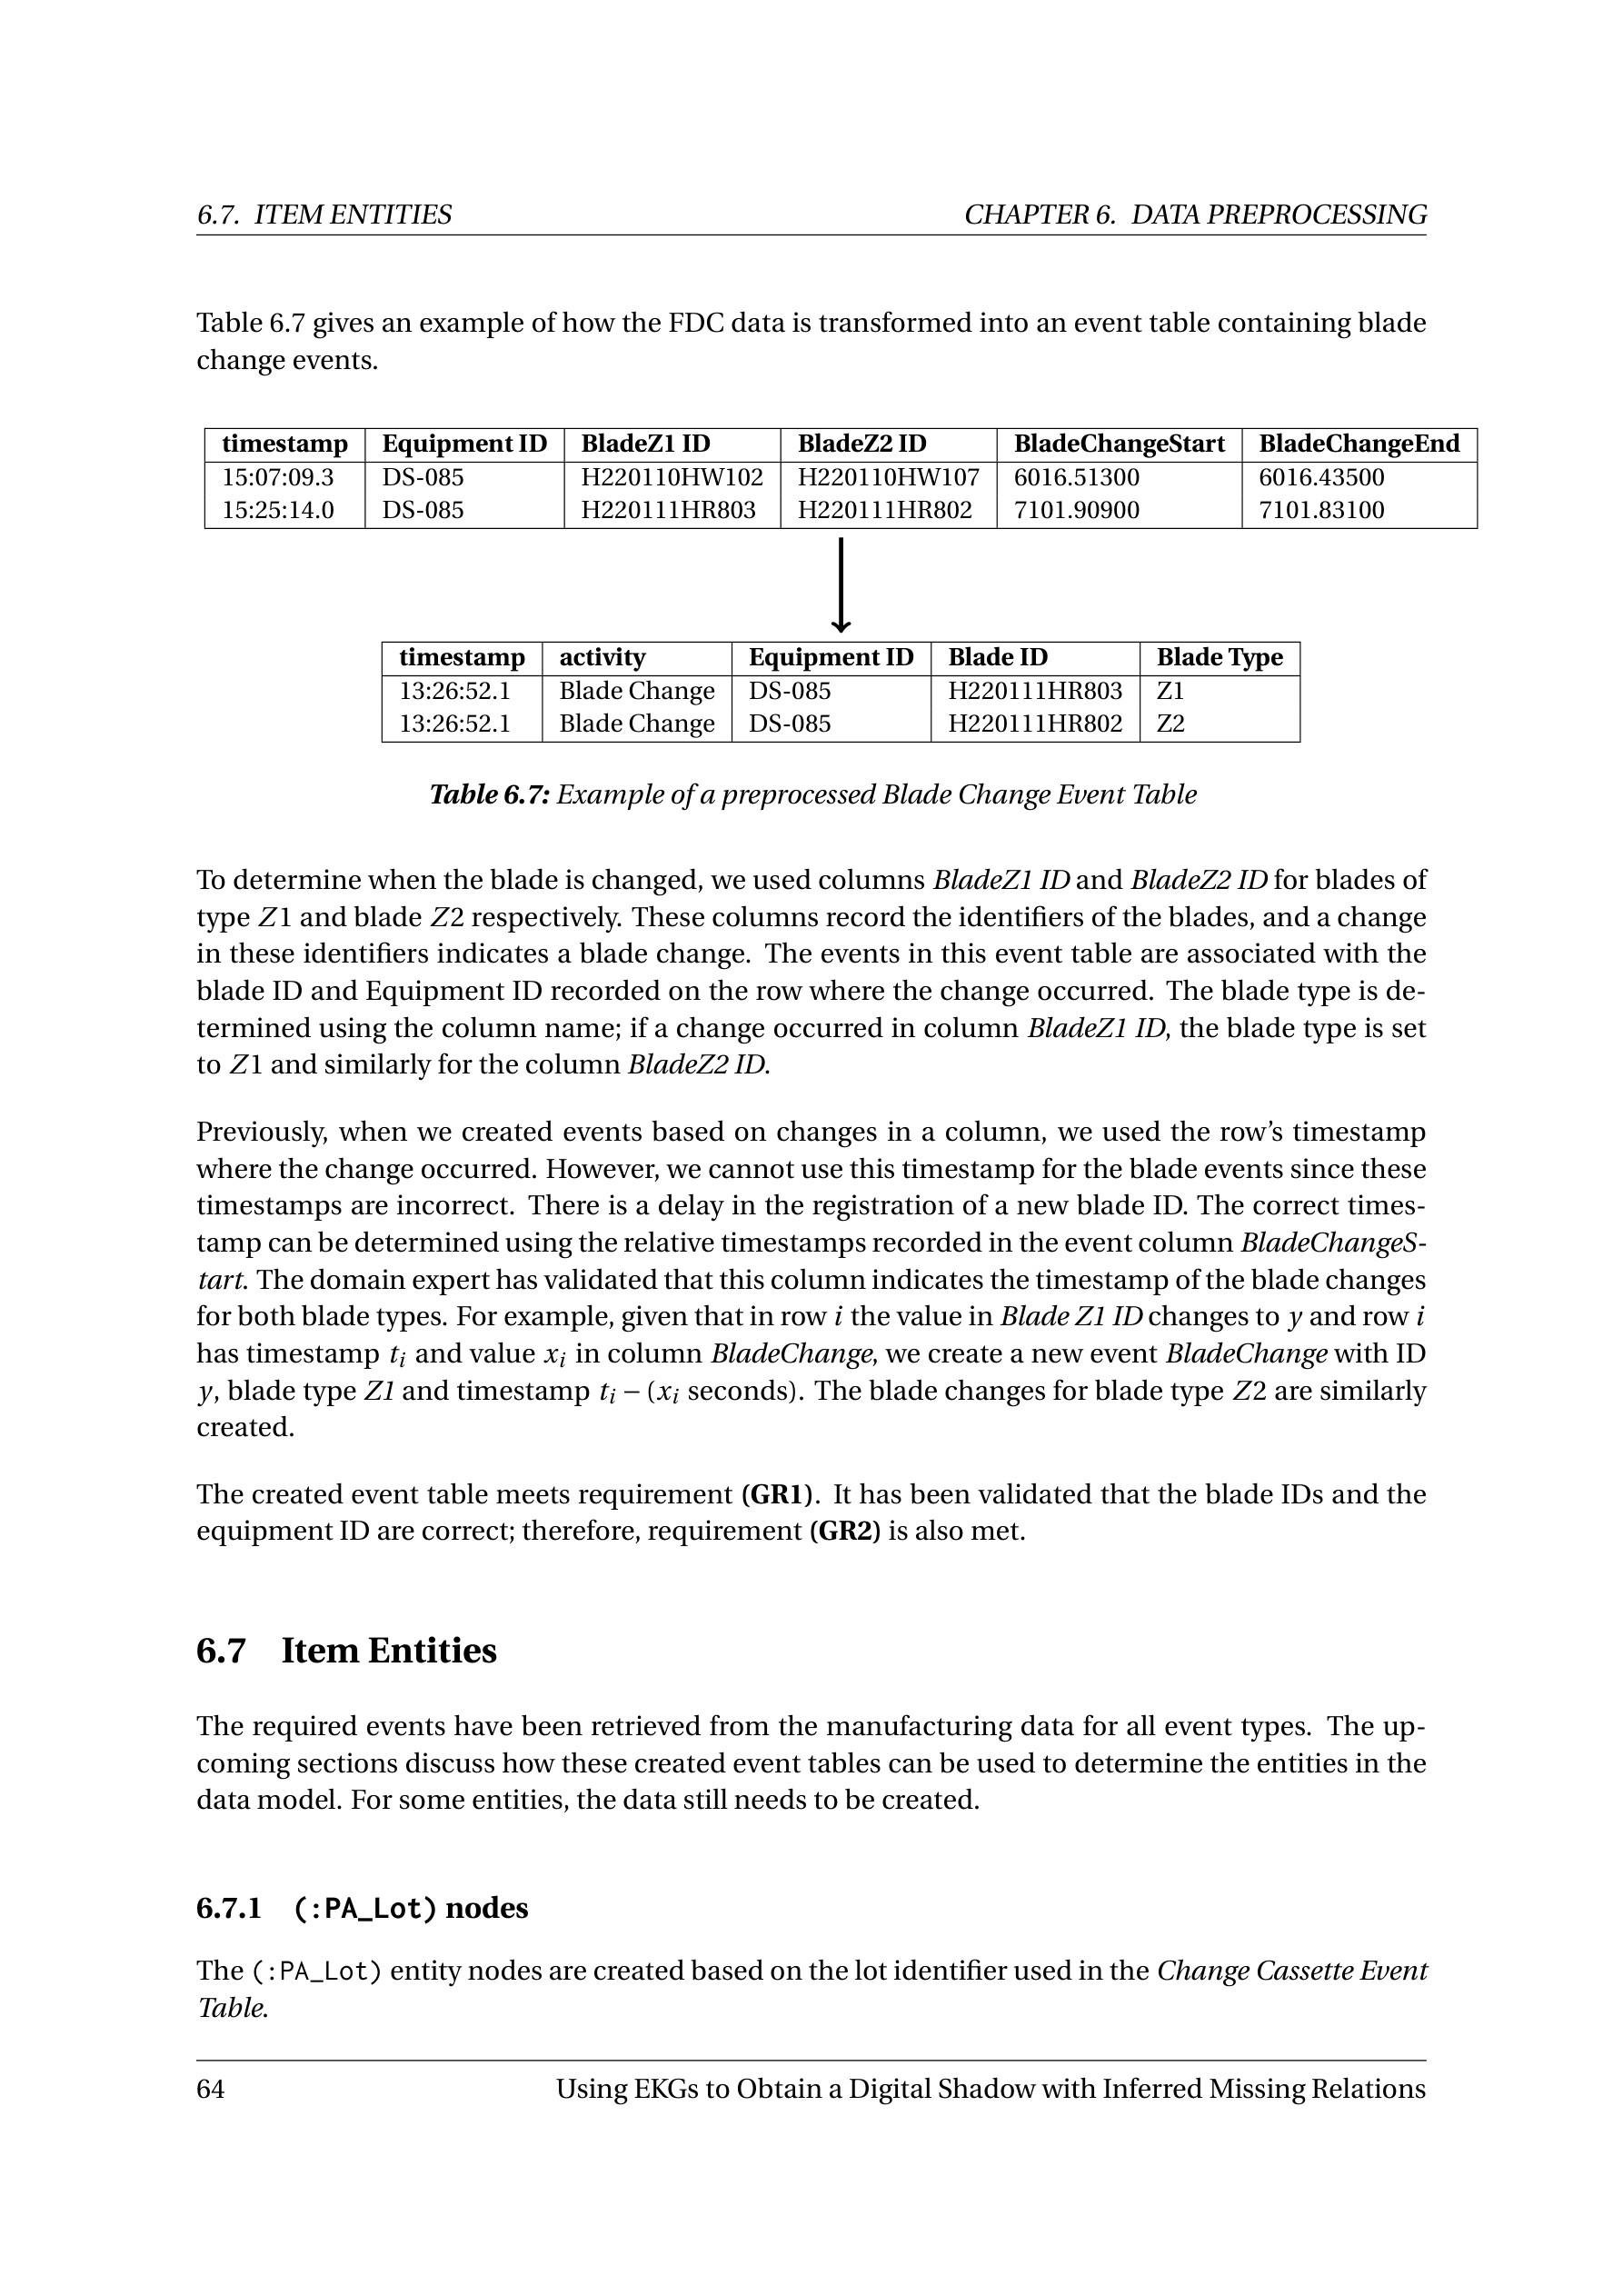 6.7. ITEM ENTITIES CHAPTER 6. DATA PREPROCESSING
Table 6.7 gives an example of how the FDC data is transformed into an event table containing blade
change events.
timestamp Equipment ID BladeZ1 ID BladeZ2 ID BladeChangeStart BladeChangeEnd
15:07:09.3 DS-085 H220110HW102 H220110HW107 6016.51300 6016.43500
15:25:14.0 DS-085 H220111HR803 H220111HR802 7101.90900 7101.83100
timestamp activity Equipment ID Blade ID Blade Type
13:26:52.1 Blade Change DS-085 H220111HR803 Z1
13:26:52.1 Blade Change DS-085 H220111HR802 Z2
Table 6.7: Example of a preprocessed Blade Change Event Table
To determine when the blade is changed, we used columns BladeZ1 ID and BladeZ2 ID for blades of
type Z1 and blade Z2 respectively. These columns record the identifiers of the blades, and a change
in these identifiers indicates a blade change. The events in this event table are associated with the
blade ID and Equipment ID recorded on the row where the change occurred. The blade type is de-
termined using the column name; if a change occurred in column BladeZ1 ID, the blade type is set
to Z1 and similarly for the column BladeZ2 ID.
Previously, when we created events based on changes in a column, we used the row's timestamp
where the change occurred. However, we cannot use this timestamp for the blade events since these
timestamps are incorrect. There is a delay in the registration of a new blade ID. The correct times-
tamp can be determined using the relative timestamps recorded in the event column BladeChangeS-
tart. The domain expert has validated that this column indicates the timestamp of the blade changes
for both blade types. For example, given that in row i the value in Blade Z1 ID changes to y and row i
has timestamp tᵢ and value xᵢ in column BladeChange, we create a new event BladeChange with ID
y, blade type Z1 and timestamp tᵢ − (xᵢ seconds). The blade changes for blade type Z2 are similarly
created.
The created event table meets requirement (GR1). It has been validated that the blade IDs and the
equipment ID are correct; therefore, requirement (GR2) is also met.
6.7 Item Entities
The required events have been retrieved from the manufacturing data for all event types. The up-
coming sections discuss how these created event tables can be used to determine the entities in the
data model. For some entities, the data still needs to be created.
6.7.1 (:PA_Lot) nodes
The (:PA_Lot) entity nodes are created based on the lot identifier used in the Change Cassette Event
Table.
64 Using EKGs to Obtain a Digital Shadow with Inferred Missing Relations